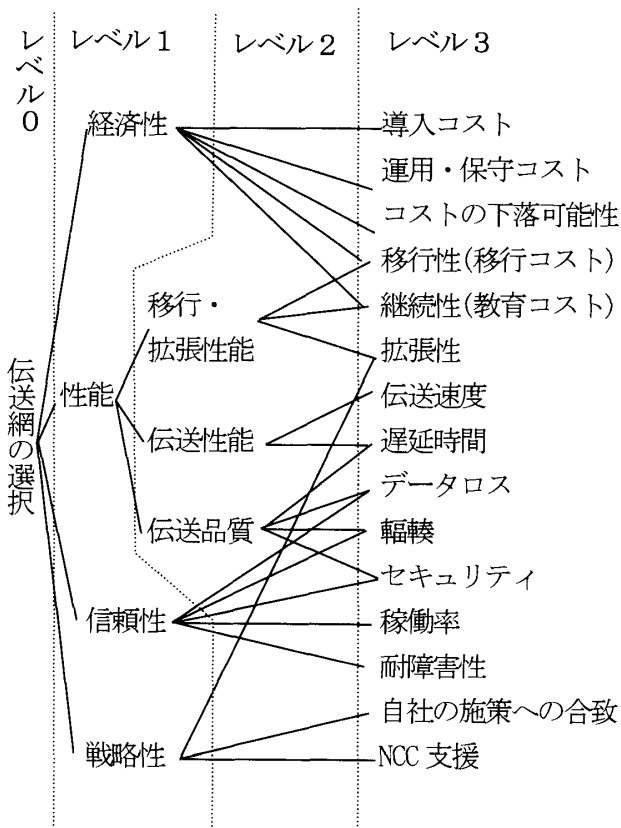 レベル0
レベル1
レベル2
レベル3
伝送網の選択
経済性
性能
信頼性
戦略性
移行・
拡張性能
伝送性能
伝送品質
導入コスト
運用・保守コスト
コストの下落可能性
移行性(移行コスト)
継続性(教育コスト)
拡張性
伝送速度
遅延時間
データロス
輻輳
セキュリティ
稼働率
耐障害性
自社の施策への合致
NCC 支援